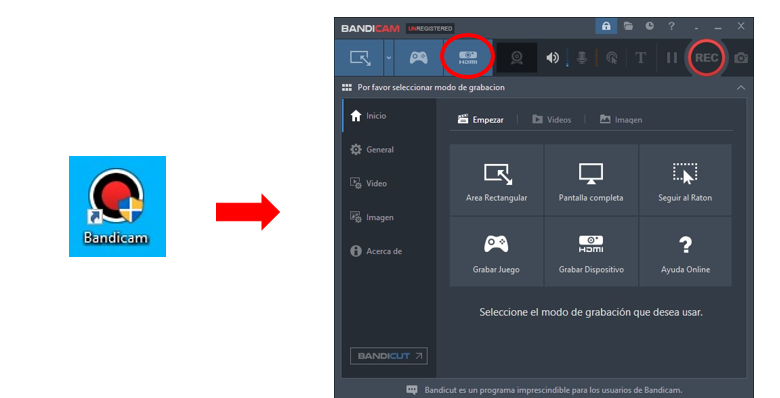 Bandicam
BANDICAM UNREGISTERED
?
HDMI
T
REC
Por favor seleccionar modo de grabacion
Inicio
General
Video
Imagen
Acerca de
BANDICUT
Empezar
Videos
Imagen
Area Rectangular
Pantalla completa
Seguir al Raton
HDMI
?
Grabar Juego
Grabar Dispositivo
Ayuda Online
Seleccione el modo de grabación que desea usar.
Bandicut es un programa imprescindible para los usuarios de Bandicam.